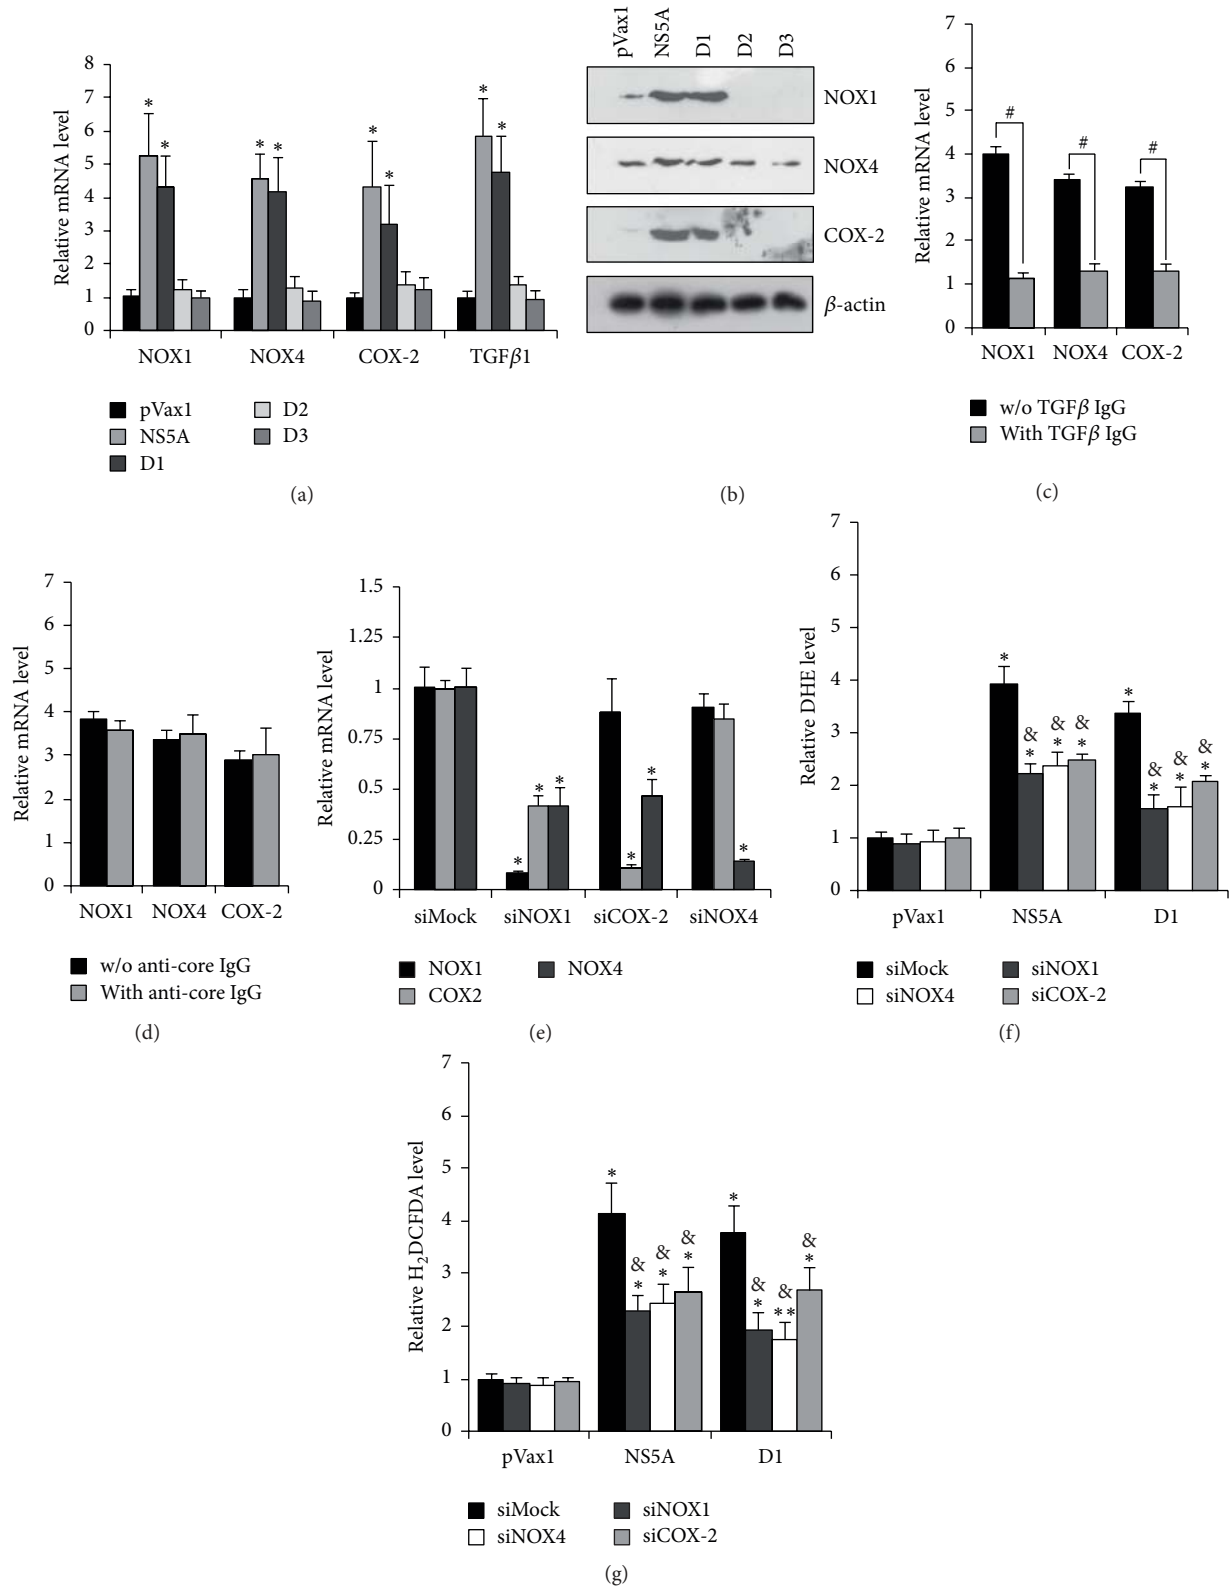 8
7
6
5
4
3
2
1
0
Relative mRNA level
* * * * * * * *
NOX1 NOX4 COX-2 TGFβ1
pVax1 D2
NS5A D3
D1
(a)
pVax1 NS5A D1 D2 D3
NOX1
NOX4
COX-2
β-actin
(b)
7
6
5
4
3
2
1
0
Relative mRNA level
# # #
NOX1 NOX4 COX-2
w/o TGFβ IgG
With TGFβ IgG
(c)
7
6
5
4
3
2
1
0
Relative mRNA level
NOX1 NOX4 COX-2
w/o anti-core IgG
With anti-core IgG
(d)
1.5
1.25
1
0.75
0.5
0.25
0
Relative mRNA level
* * * * * *
siMock siNOX1 siCOX-2 siNOX4
NOX1 NOX4
COX2
(e)
7
6
5
4
3
2
1
0
Relative DHE level
* *
& & & & & &
* * * * * *
pVax1 NS5A D1
siMock siNOX1
siNOX4 siCOX-2
(f)
7
6
5
4
3
2
1
0
Relative H₂DCFDA level
* *
& & & & & &
* * * * ** *
pVax1 NS5A D1
siMock siNOX1
siNOX4 siCOX-2
(g)